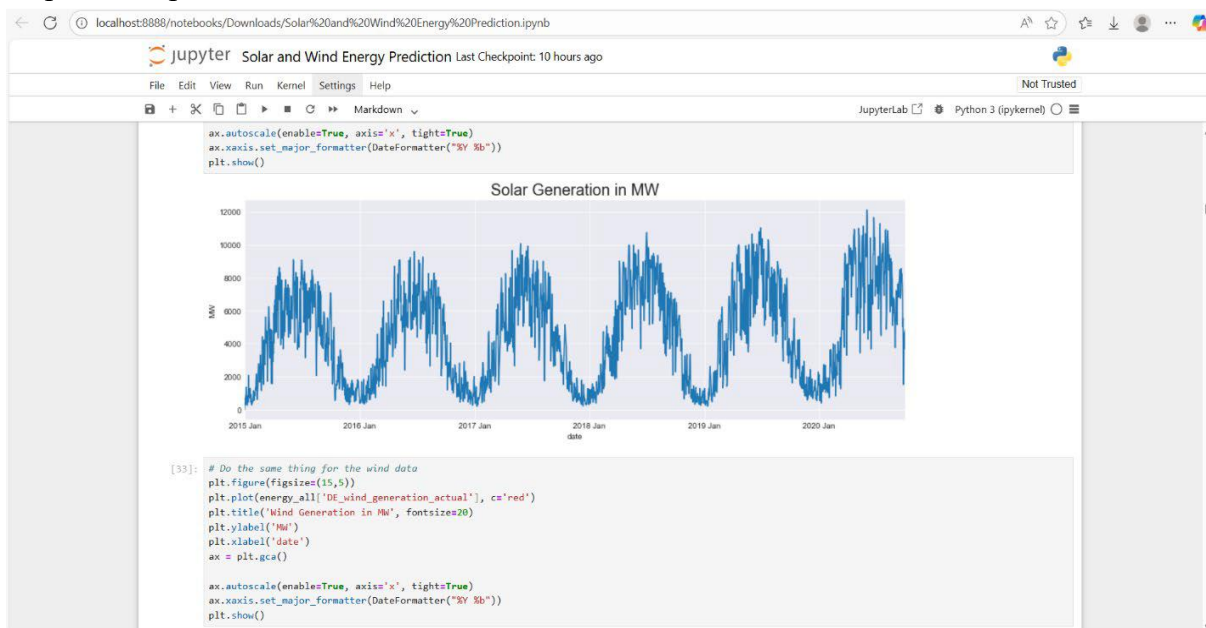 localhost:8888/notebooks/Downloads/Solar%20and%20Wind%20Energy%20Prediction.ipynb
jupyter Solar and Wind Energy Prediction Last Checkpoint: 10 hours ago
File Edit View Run Kernel Settings Help
Not Trusted
Markdown
JupyterLab
Python 3 (ipykernel)
ax.autoscale(enable=True, axis='x', tight=True)
ax.xaxis.set_major_formatter(DateFormatter("%Y %b"))
plt.show()
Solar Generation in MW
12000
10000
8000
6000
4000
2000
0
MW
2015 Jan 2016 Jan 2017 Jan 2018 Jan 2019 Jan 2020 Jan
date
[33]: # Do the same thing for the wind data
plt.figure(figsize=(15,5))
plt.plot(energy_all['DE_wind_generation_actual'], c='red')
plt.title('Wind Generation in MW', fontsize=20)
plt.ylabel('MW')
plt.xlabel('date')
ax = plt.gca()
ax.autoscale(enable=True, axis='x', tight=True)
ax.xaxis.set_major_formatter(DateFormatter("%Y %b"))
plt.show()